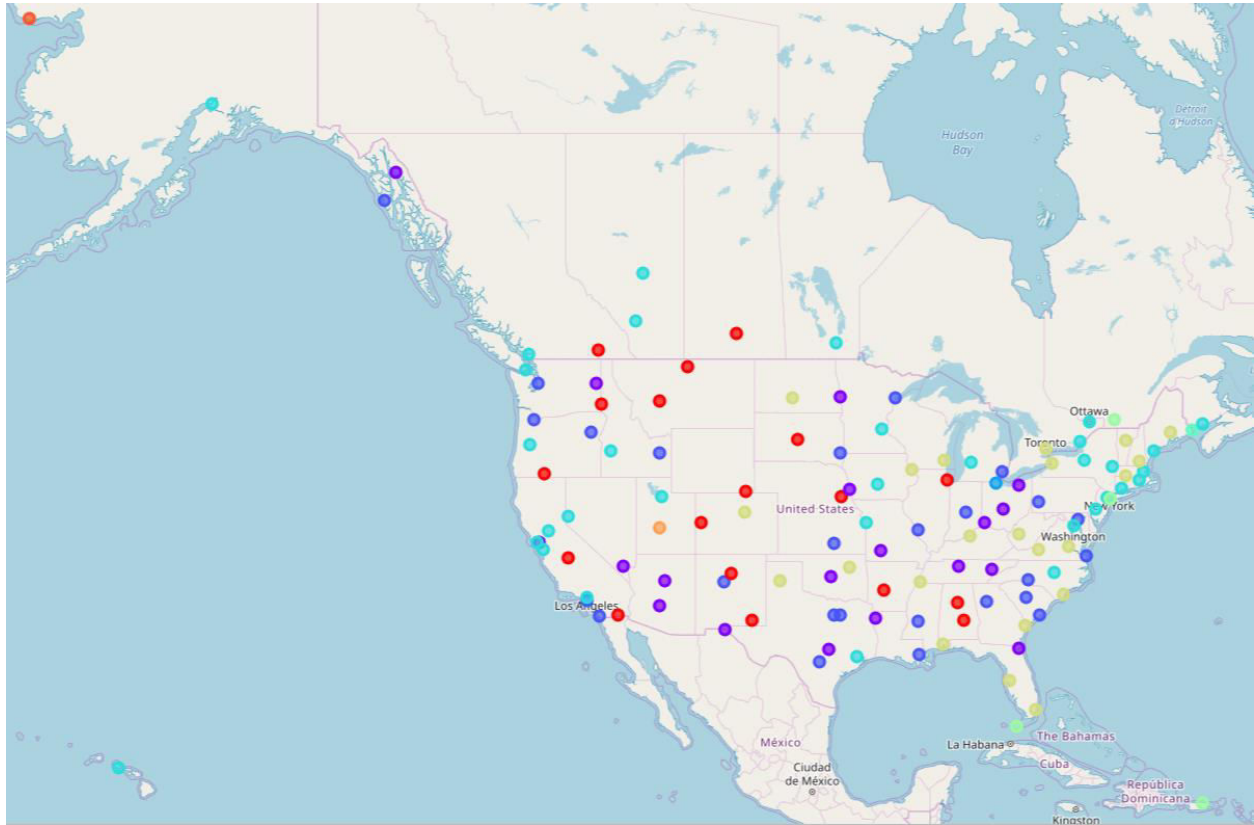 Détroit
d'Hudson
Hudson
Bay
Ottawa
Toronto
New York
United States
Washington
Los Angeles
México
La Habana
The Bahamas
Cuba
Ciudad
de México
República
Dominicana
Kingston